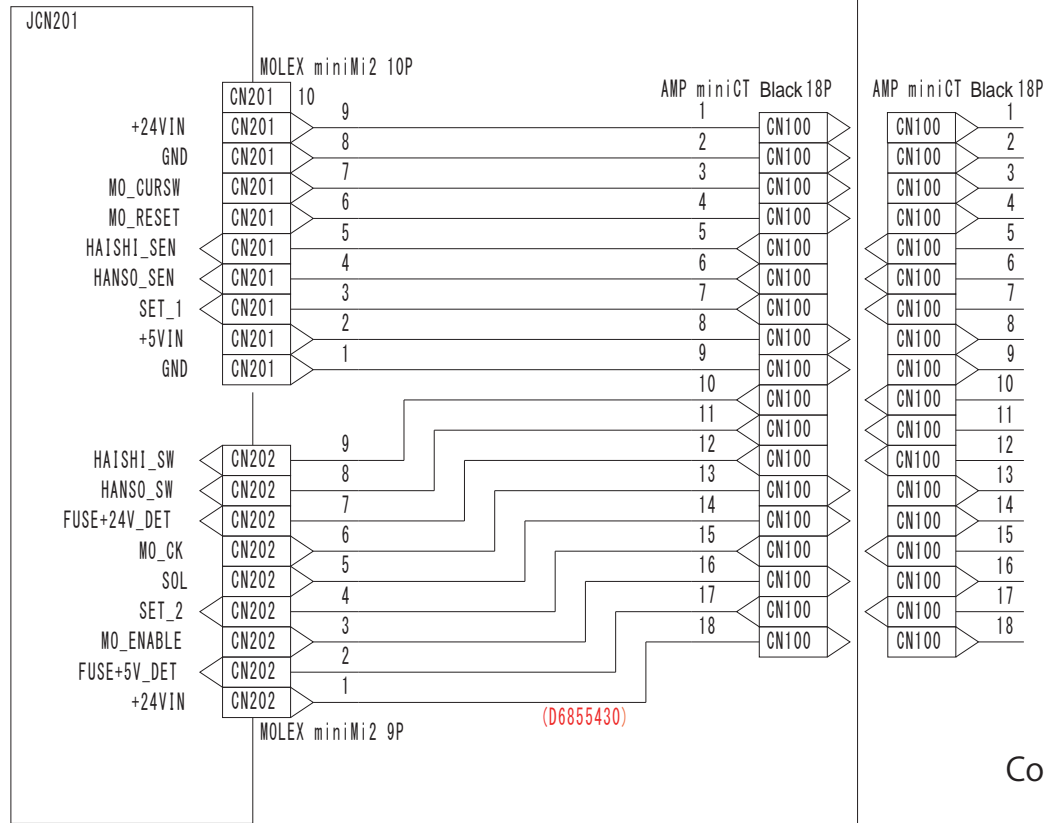 JCN201
MOLEX miniMi2 10P
AMP miniCT Black 18P
AMP miniCT Black 18P
CN201 10
+24VIN CN201 9 1 CN100 CN100 1
GND CN201 8 2 CN100 CN100 2
MO_CURSW CN201 7 3 CN100 CN100 3
MO_RESET CN201 6 4 CN100 CN100 4
HAISHI_SEN CN201 5 5 CN100 CN100 5
HANSO_SEN CN201 4 6 CN100 CN100 6
SET_1 CN201 3 7 CN100 CN100 7
+5VIN CN201 2 8 CN100 CN100 8
GND CN201 1 9 CN100 CN100 9
10 CN100 CN100 10
11 CN100 CN100 11
HAISHI_SW CN202 9 12 CN100 CN100 12
HANSO_SW CN202 8 13 CN100 CN100 13
FUSE+24V_DET CN202 7 14 CN100 CN100 14
MO_CK CN202 6 15 CN100 CN100 15
SOL CN202 5 16 CN100 CN100 16
SET_2 CN202 4 17 CN100 CN100 17
MO_ENABLE CN202 3 18 CN100 CN100 18
FUSE+5V_DET CN202 2
+24VIN CN202 1
(D6855430)
MOLEX miniMi2 9P
Co